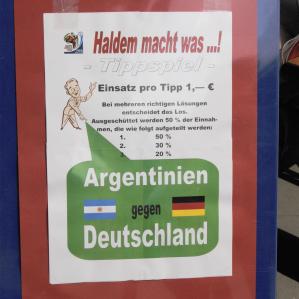 Haldem macht was ...!
- Tippspiel -
Einsatz pro Tipp 1,— €
Bei mehreren richtigen Lösungen
entscheidet das Los.
Ausgeschüttet werden 50 % der Einnah-
men, die wie folgt aufgeteilt werden:
1. 50 %
2. 30 %
3. 20 %
Argentinien
gegen
Deutschland